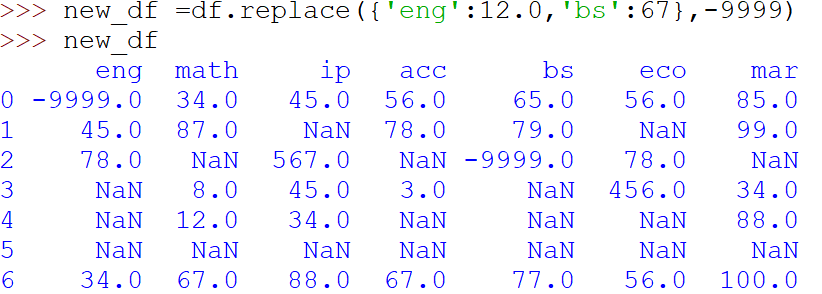 >>> new_df =df.replace({'eng':12.0,'bs':67},-9999)
>>> new_df
      eng  math     ip   acc      bs    eco    mar
0 -9999.0  34.0   45.0  56.0    65.0   56.0   85.0
1    45.0  87.0    NaN  78.0    79.0    NaN   99.0
2    78.0   NaN  567.0   NaN -9999.0   78.0    NaN
3     NaN   8.0   45.0   3.0     NaN  456.0   34.0
4     NaN  12.0   34.0   NaN     NaN    NaN   88.0
5     NaN   NaN    NaN   NaN     NaN    NaN    NaN
6    34.0  67.0   88.0  67.0    77.0   56.0  100.0